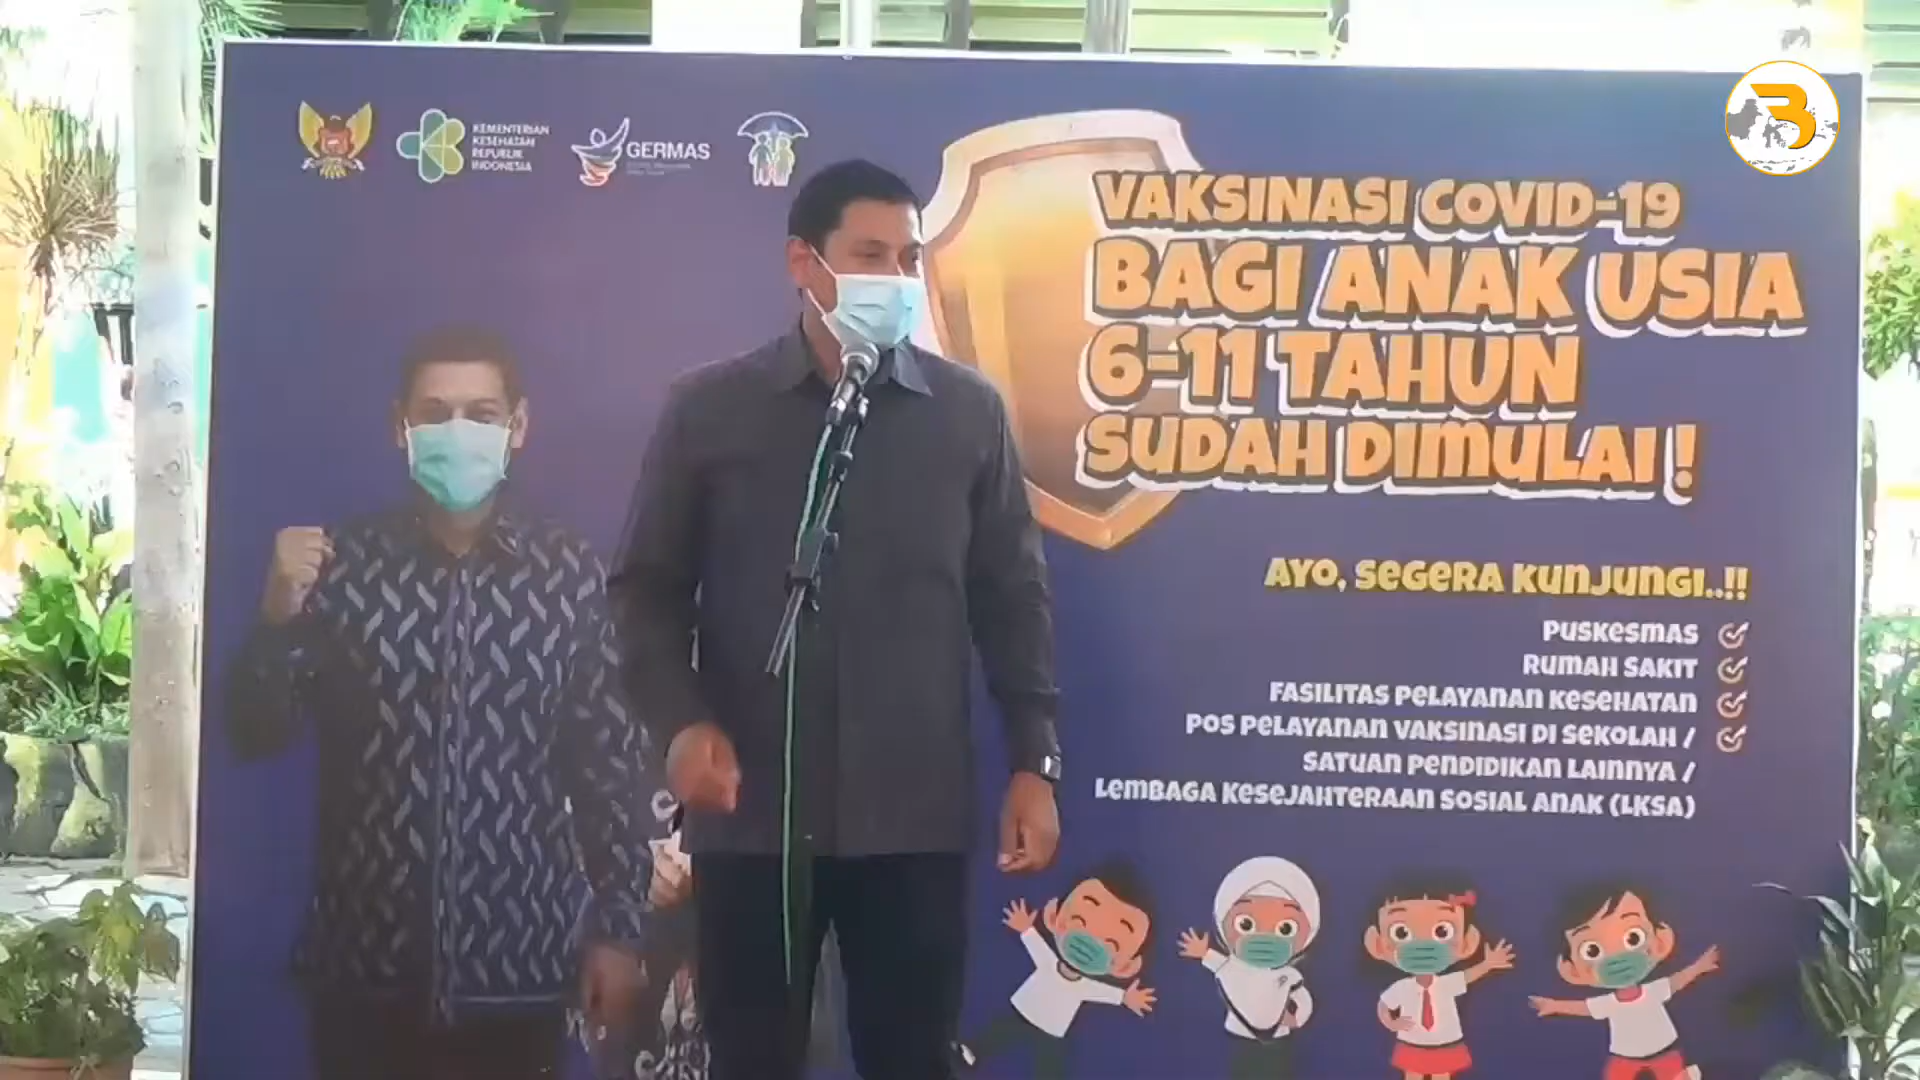 KEMENTERIAN
KESEHATAN
REPUBLIK
INDONESIA
GERMAS
B
VAKSINASI COVID-19
BAGI ANAK USIA
6-11 TAHUN
SUDAH DIMULAI !
AYO, SEGERA KUNJUNGI..!!
PUSKESMAS
RUMAH SAKIT
FASILITAS PELAYANAN KESEHATAN
POS PELAYANAN VAKSINASI DI SEKOLAH /
SATUAN PENDIDIKAN LAINNYA /
LEMBAGA KESEJAHTERAAN SOSIAL ANAK (LKSA)